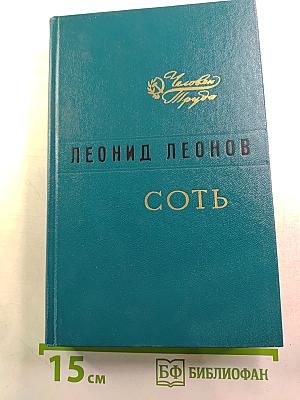 Человек
Труда
ЛЕОНИД ЛЕОНОВ
СОТЬ
15 см
БФ БИБЛИОФАН